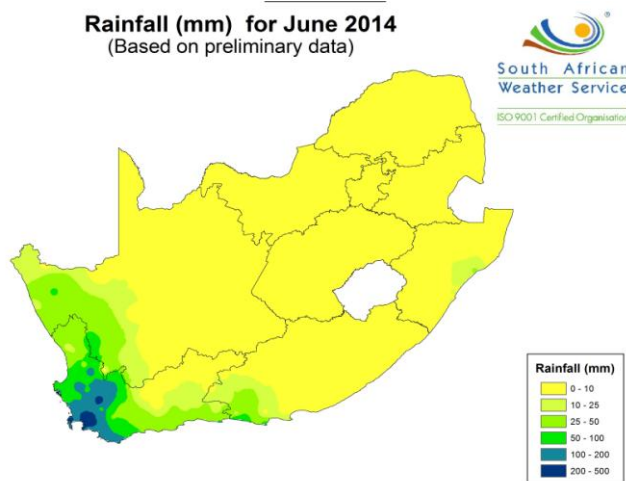 Rainfall (mm) for June 2014
(Based on preliminary data)
South African
Weather Service
ISO 9001 Certified Organisation
Rainfall (mm)
0 - 10
10 - 25
25 - 50
50 - 100
100 - 200
200 - 500